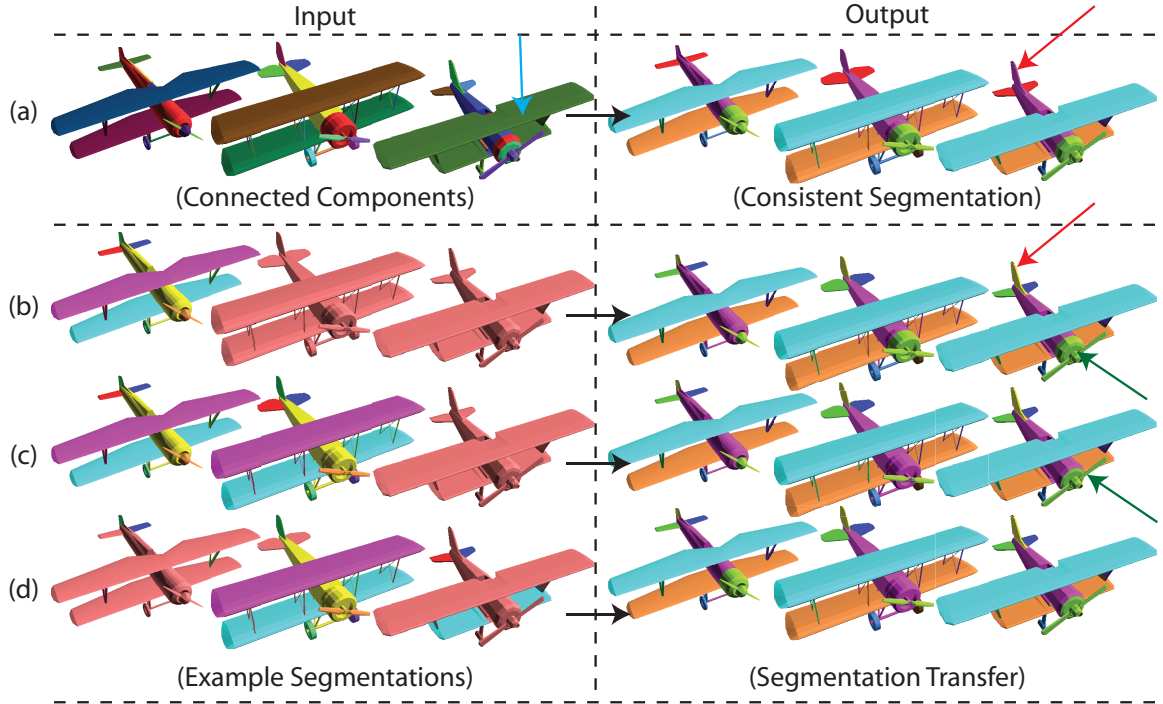 Input
Output
(a)
(Connected Components)
(Consistent Segmentation)
(b)
(c)
(d)
(Example Segmentations)
(Segmentation Transfer)